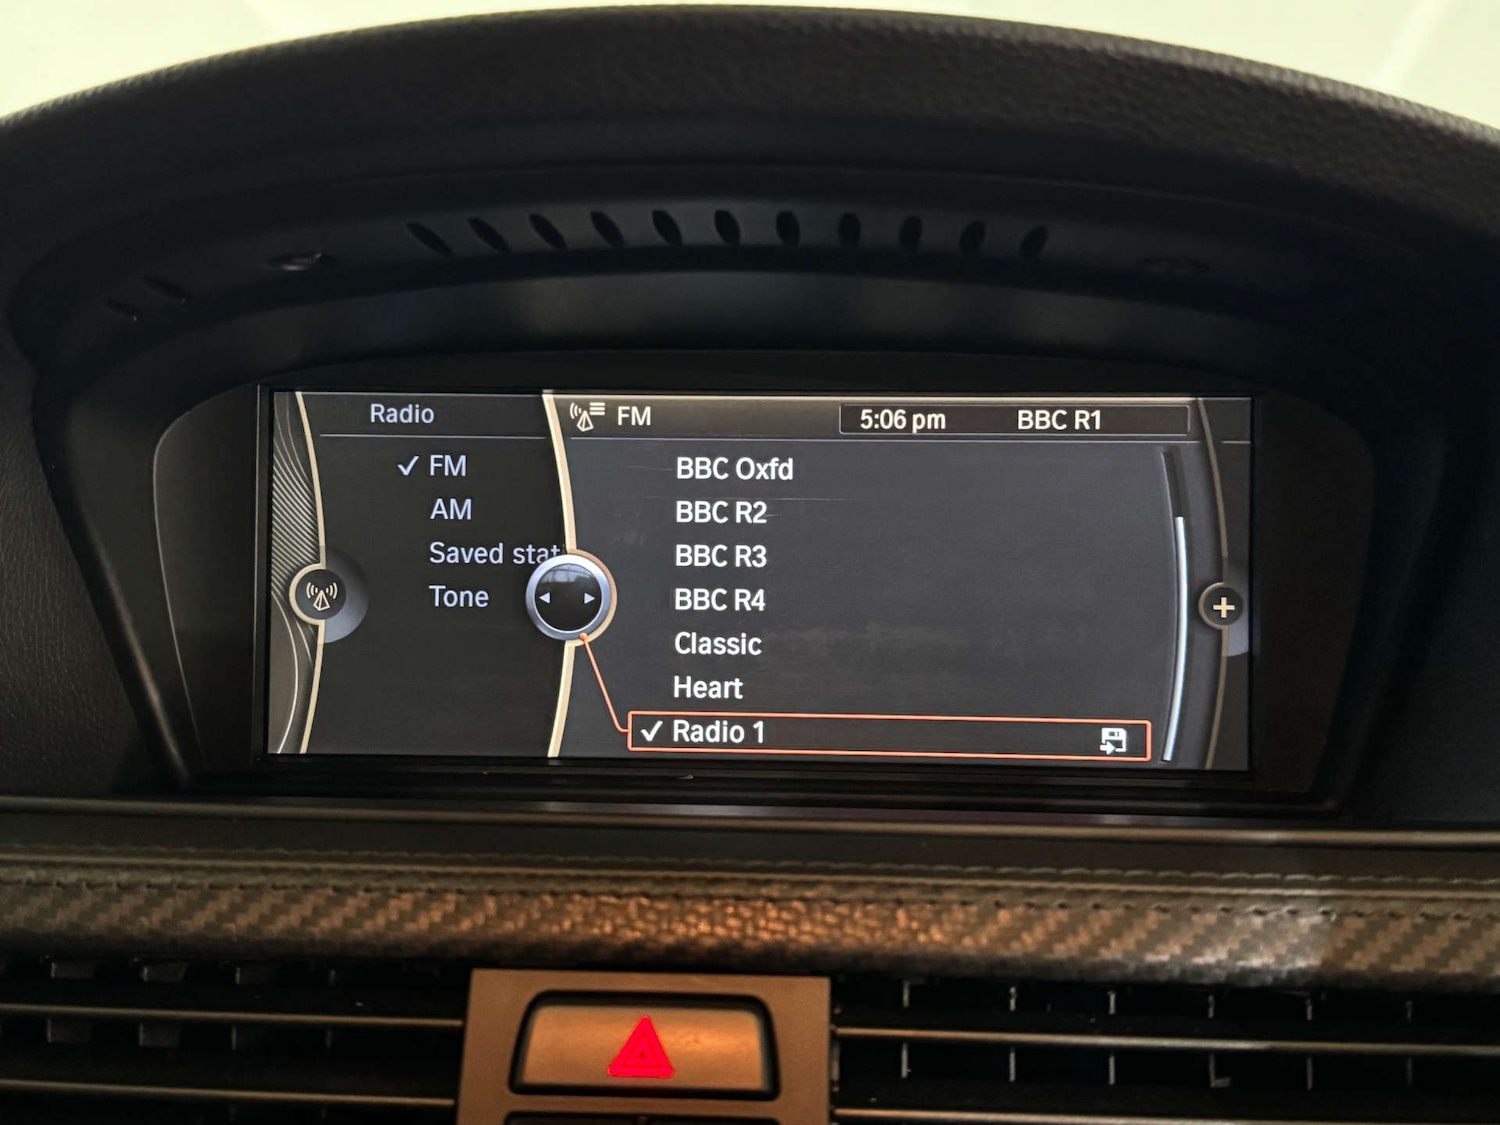 Radio
FM
AM
Saved stat
Tone
FM
5:06 pm
BBC R1
BBC Oxfd
BBC R2
BBC R3
BBC R4
Classic
Heart
Radio 1